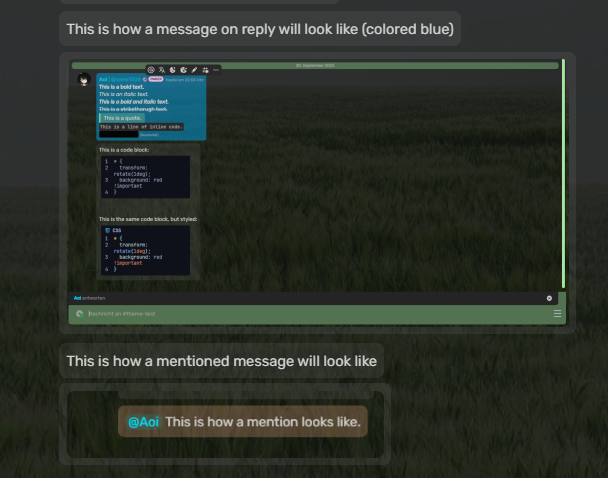 This is how a message on reply will look like (colored blue)
20. September 2023
Aoi
This is a bold text.
This is an italic text.
This is a bold and italic text.
This is a strikethorugh text.
This is a quote.
This is a line of inline code.
This is a code block:
1 * {
2 transform:
rotate(1deg);
3 background: red
!important
4 }
This is the same code block, but styled:
CSS
1 * {
2 transform:
rotate(1deg);
3 background: red
!important
4 }
Aoi antworten
Nachricht an #theme-test
This is how a mentioned message will look like
@Aoi This is how a mention looks like.